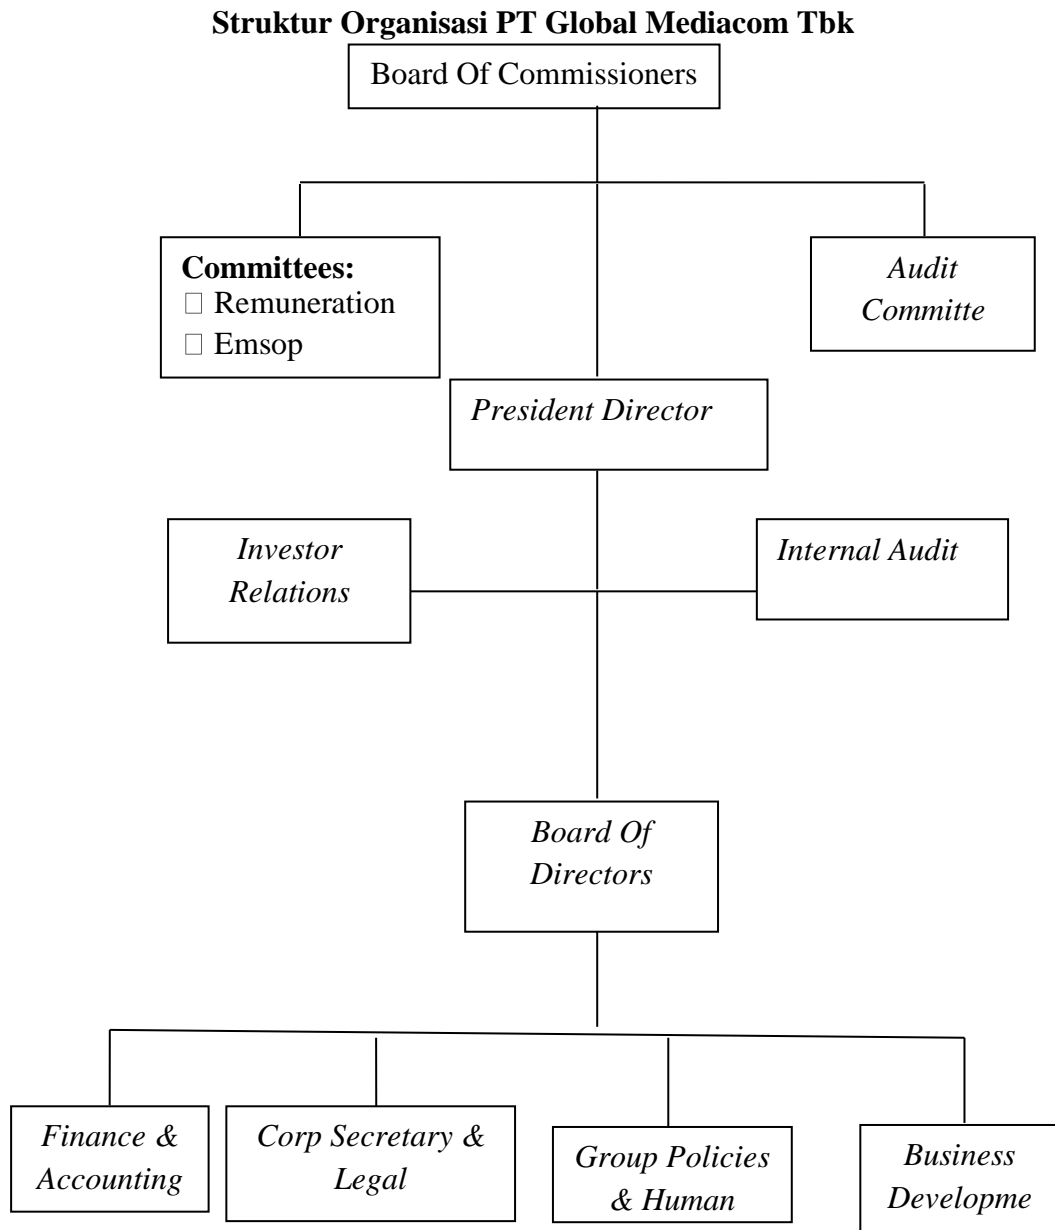 Struktur Organisasi PT Global Mediacom Tbk
Board Of Commissioners
Committees:
□ Remuneration
□ Emsop
Audit
Committe
President Director
Investor
Relations
Internal Audit
Board Of
Directors
Finance &
Accounting
Corp Secretary &
Legal
Group Policies
& Human
Business
Developme